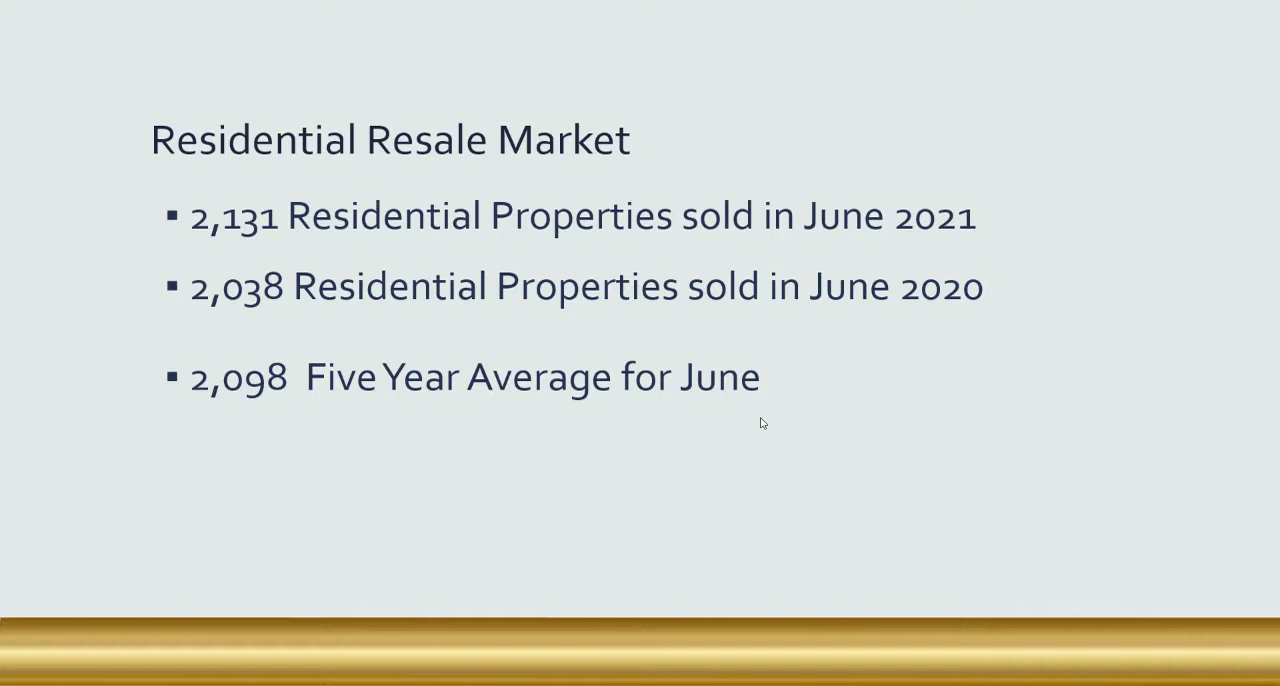 Residential Resale Market
▪ 2,131 Residential Properties sold in June 2021
▪ 2,038 Residential Properties sold in June 2020
▪ 2,098  Five Year Average for June